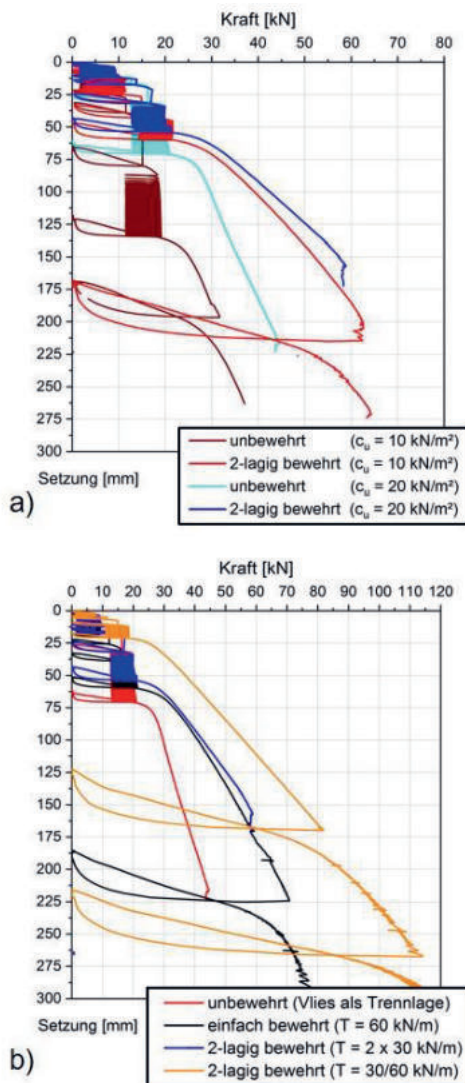 Kraft [kN]
0 10 20 30 40 50 60 70 80
0
25
50
75
100
125
150
175
200
225
250
275
300
Setzung [mm]
unbewehrt (cᵤ = 10 kN/m²)
2-lagig bewehrt (cᵤ = 10 kN/m²)
unbewehrt (cᵤ = 20 kN/m²)
2-lagig bewehrt (cᵤ = 20 kN/m²)
a)
Kraft [kN]
0 10 20 30 40 50 60 70 80 90 100 120
0
25
50
75
100
125
150
175
200
225
250
275
300
Setzung [mm]
unbewehrt (Vlies als Trennlage)
einfach bewehrt (T = 60 kN/m)
2-lagig bewehrt (T = 2 x 30 kN/m)
2-lagig bewehrt (T = 30/60 kN/m)
b)